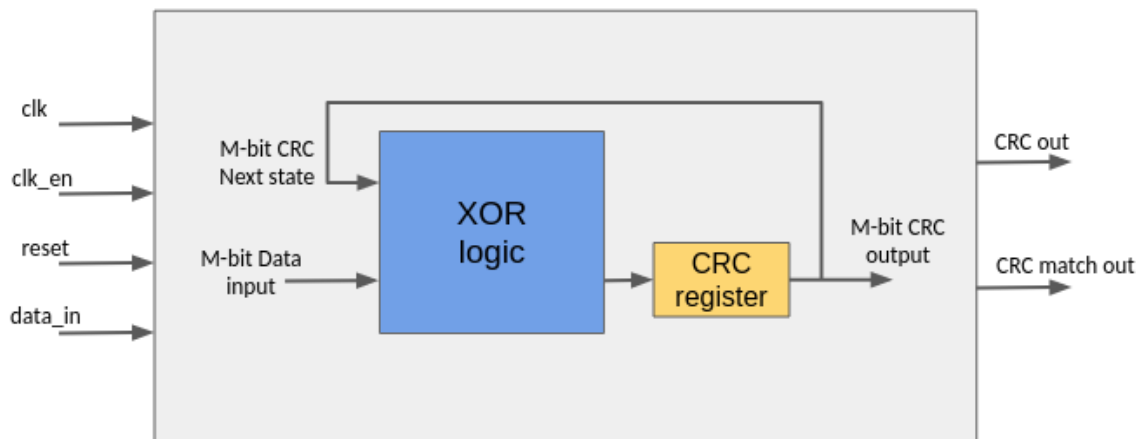 clk
clk_en
reset
data_in
M-bit CRC
Next state
M-bit Data
input
XOR
logic
CRC
register
M-bit CRC
output
CRC out
CRC match out